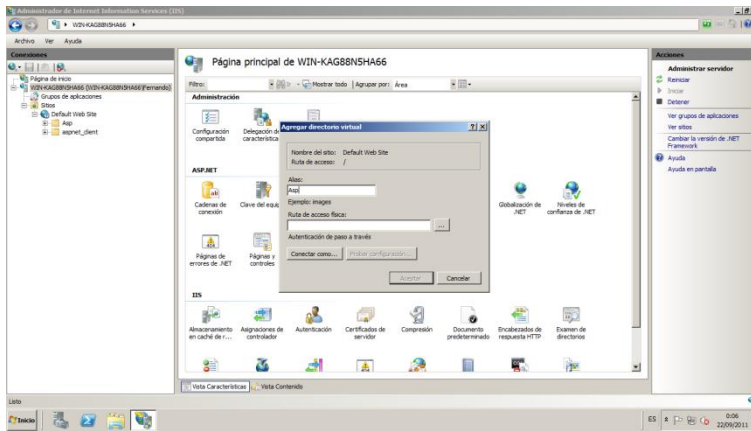 Administrador de Internet Information Services (IIS)
WIN-KAG88N5HA66
Archivo Ver Ayuda
Conexiones
Página de inicio
WIN-KAG88N5HA66 (WIN-KAG88N5HA66\Fernando)
Grupos de aplicaciones
Sitios
Default Web Site
Asp
aspnet_client
Página principal de WIN-KAG88N5HA66
Filtro: Mostrar todo Agrupar por: Área
Administración
Configuración compartida
Delegación de característica
ASP.NET
Cadenas de conexión
Clave del equi
Globalización de .NET
Niveles de confianza de .NET
Páginas de errores de .NET
Páginas y controles
IIS
Almacenamiento en caché de r...
Asignaciones de controlador
Autenticación
Certificados de servidor
Compresión
Documento predeterminado
Encabezados de respuesta HTTP
Examen de directorios
Agregar directorio virtual
Nombre del sitio: Default Web Site
Ruta de acceso: /
Alias:
Asp
Ejemplo: images
Ruta de acceso física:
...
Autenticación de paso a través
Conectar como... Probar configuración...
Aceptar Cancelar
Vista Características Vista Contenido
Acciones
Administrar servidor
Reiniciar
Iniciar
Detener
Ver grupos de aplicaciones
Ver sitios
Cambiar la versión de .NET Framework
Ayuda
Ayuda en pantalla
Listo
Inicio
ES
0:06
22/09/2011